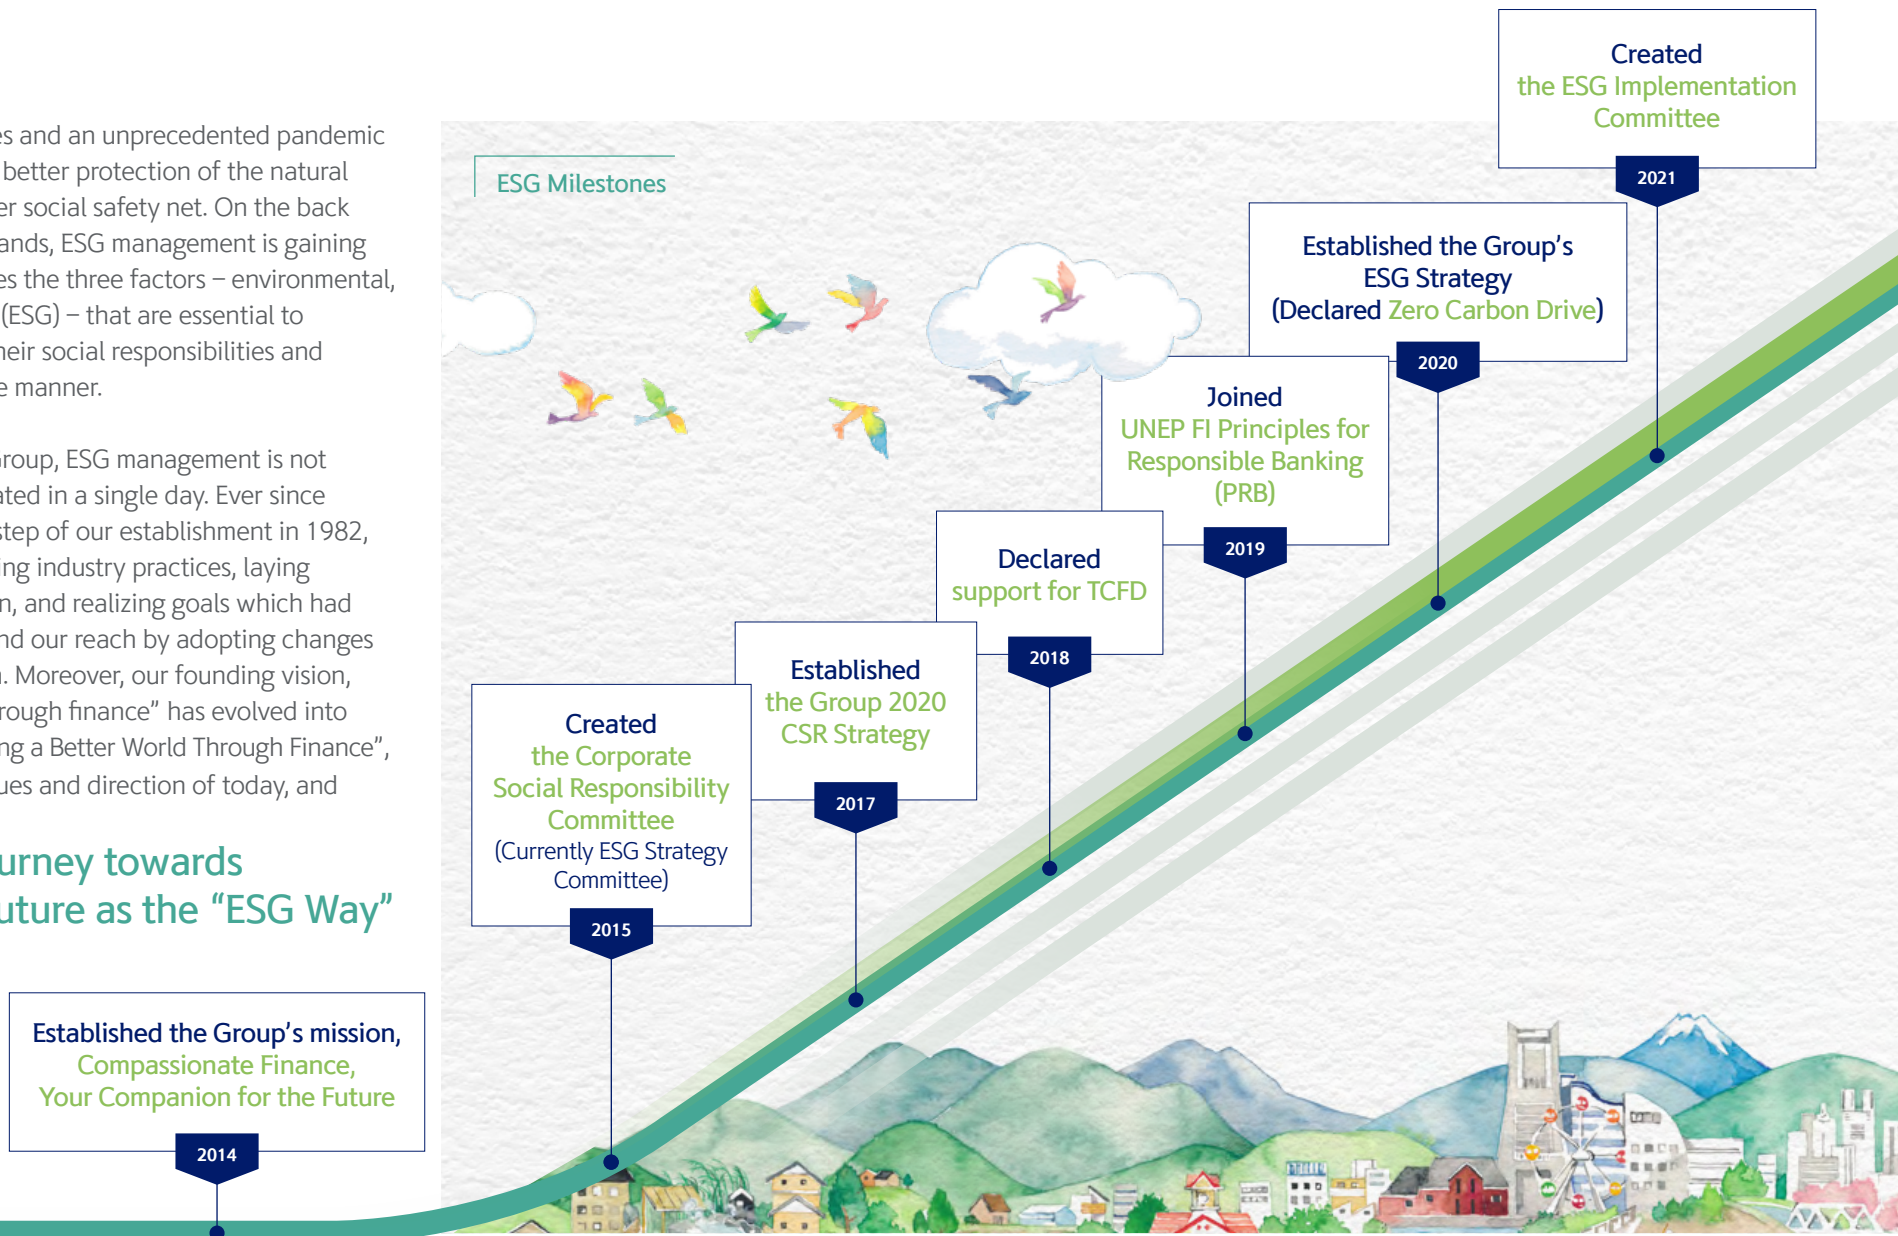 es and an unprecedented pandemic
better protection of the natural
er social safety net. On the back
ands, ESG management is gaining
es the three factors – environmental,
(ESG) – that are essential to
heir social responsibilities and
e manner.
Group, ESG management is not
ated in a single day. Ever since
step of our establishment in 1982,
ing industry practices, laying
n, and realizing goals which had
nd our reach by adopting changes
. Moreover, our founding vision,
rough finance” has evolved into
ng a Better World Through Finance”,
ues and direction of today, and
urney towards
uture as the “ESG Way”
ESG Milestones
Established the Group’s mission,
Compassionate Finance,
Your Companion for the Future
2014
Created
the Corporate
Social Responsibility
Committee
(Currently ESG Strategy
Committee)
2015
Established
the Group 2020
CSR Strategy
2017
Declared
support for TCFD
2018
Joined
UNEP FI Principles for
Responsible Banking
(PRB)
2019
Established the Group’s
ESG Strategy
(Declared Zero Carbon Drive)
2020
Created
the ESG Implementation
Committee
2021